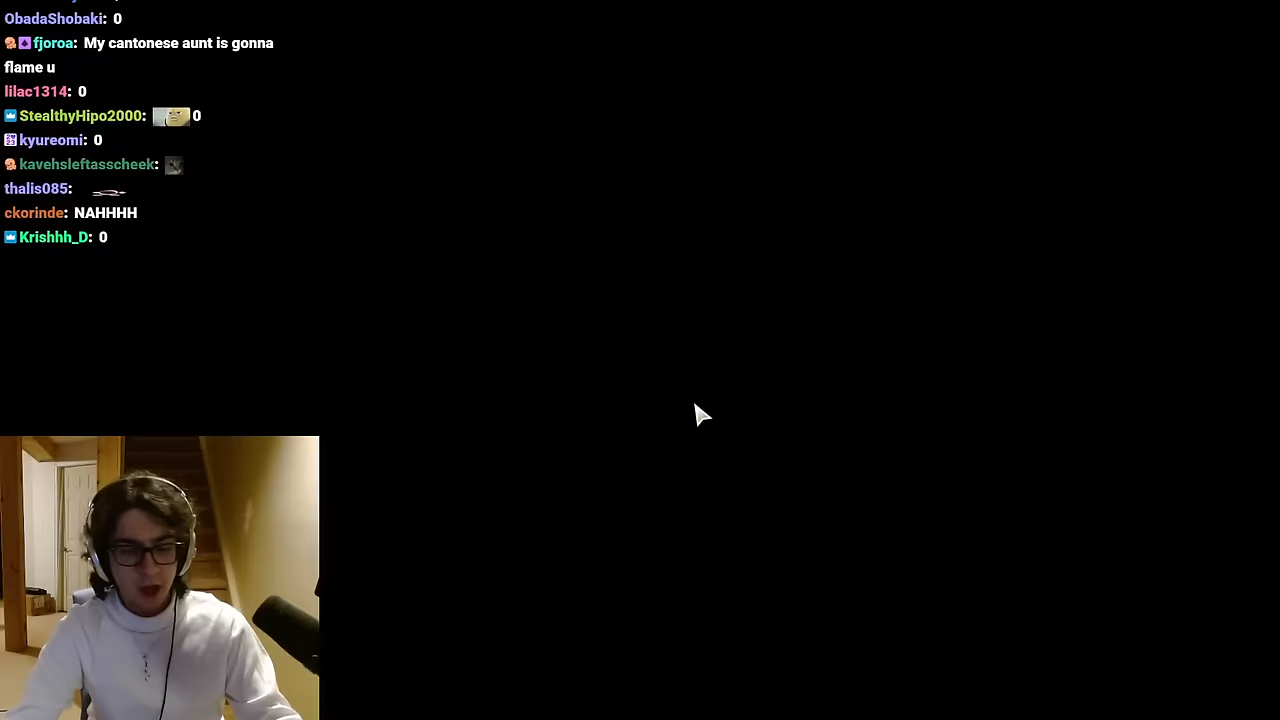 ObadaShobaki: 0
fjoroa: My cantonese aunt is gonna
flame u
lilac1314: 0
StealthyHipo2000: 0
kyureomi: 0
kavehsleftasscheek:
thalis085:
ckorinde: NAHHHH
Krishhh_D: 0